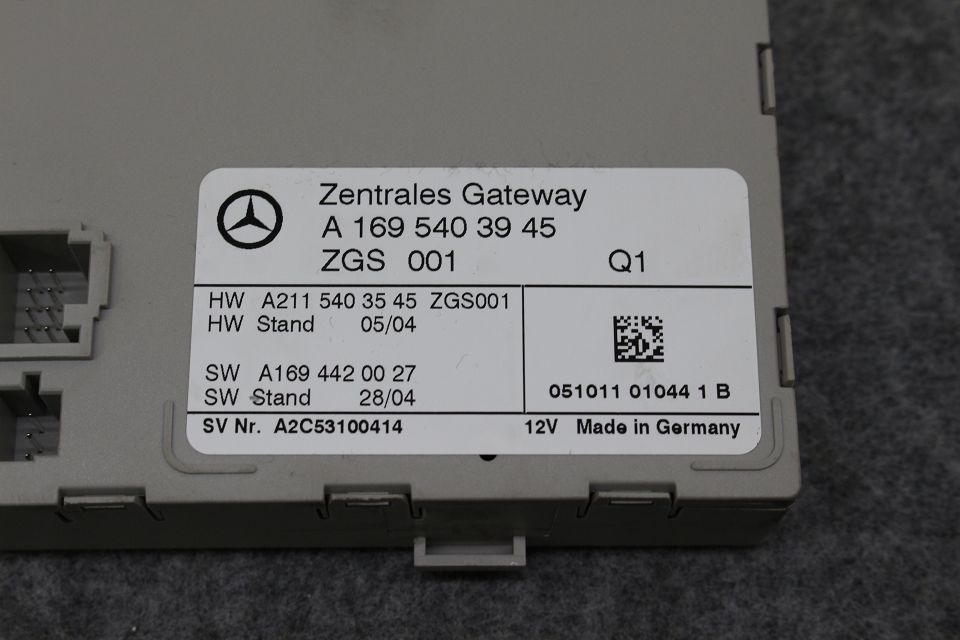 Zentrales Gateway
A 169 540 39 45
ZGS 001 Q1
HW A211 540 35 45 ZGS001
HW Stand 05/04
SW A169 442 00 27
SW Stand 28/04
051011 01044 1 B
SV Nr. A2C53100414
12V Made in Germany